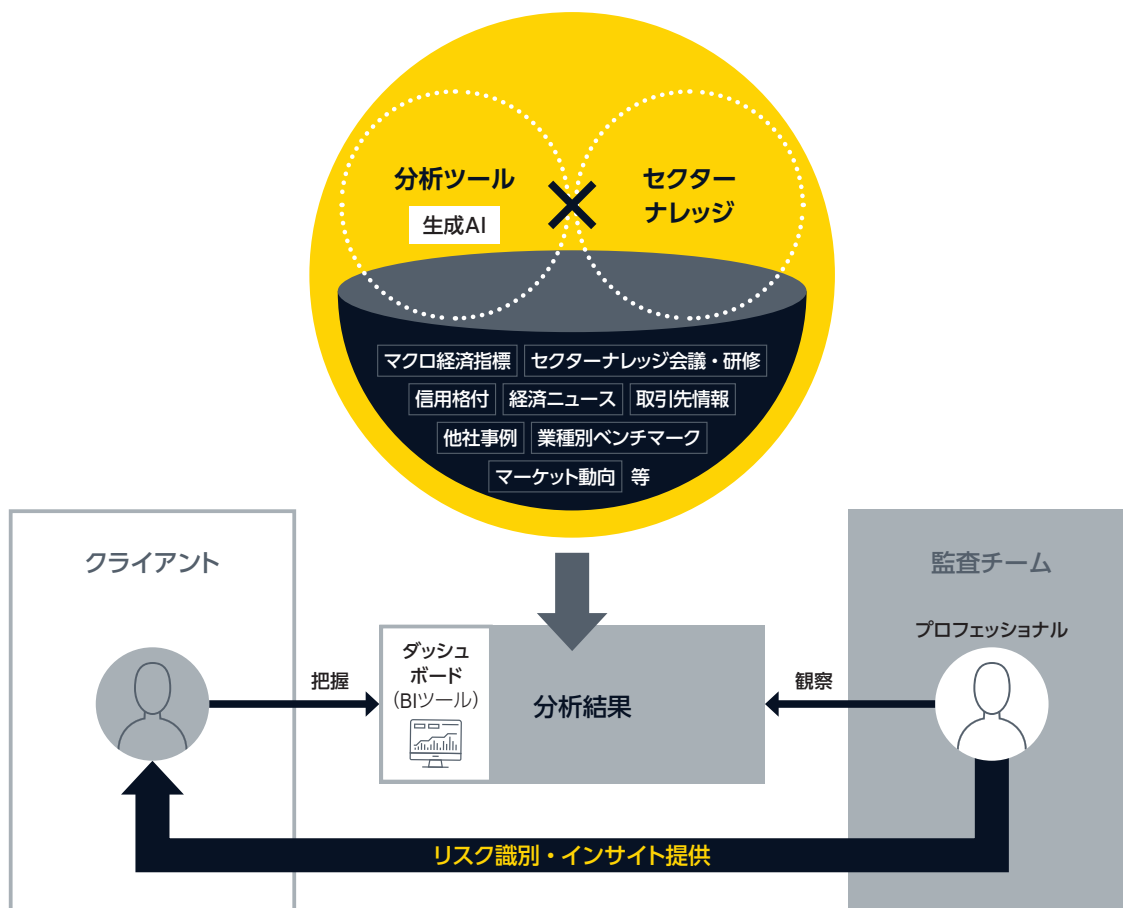 分析ツール
生成AI
セクター
ナレッジ
マクロ経済指標 セクターナレッジ会議・研修
信用格付 経済ニュース 取引先情報
他社事例 業種別ベンチマーク
マーケット動向 等
クライアント
監査チーム
プロフェッショナル
把握
ダッシュ
ボード
(BIツール)
分析結果
観察
リスク識別・インサイト提供